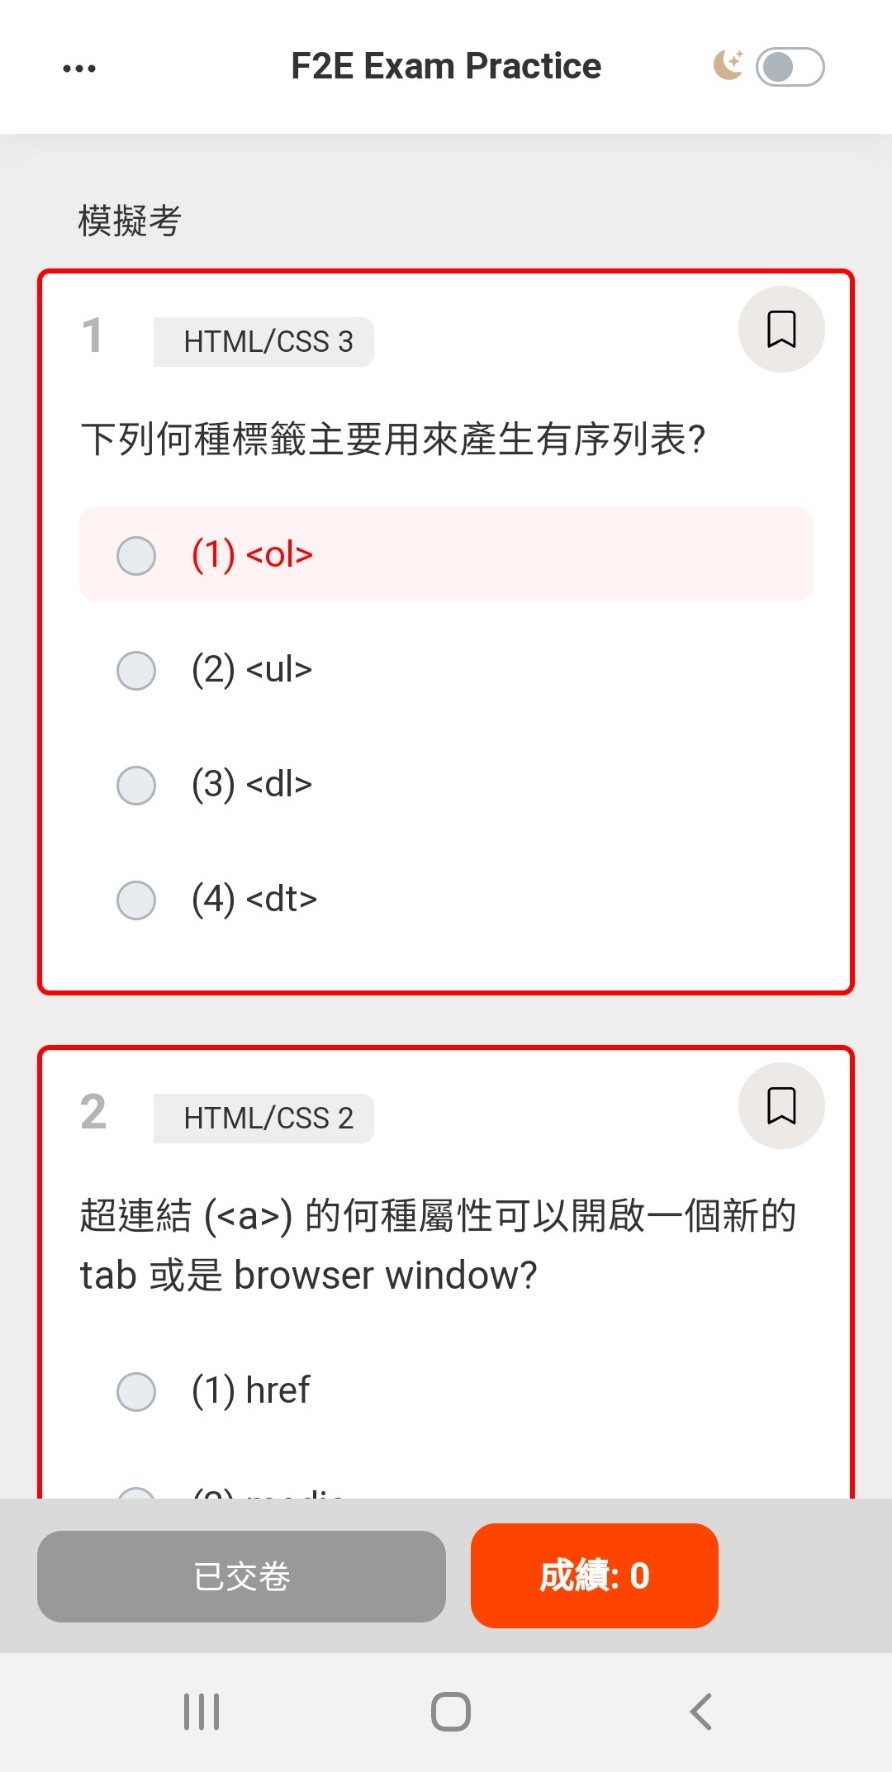 F2E Exam Practice
模擬考
1
HTML/CSS 3
下列何種標籤主要用來產生有序列表?
(1) <ol>
(2) <ul>
(3) <dl>
(4) <dt>
2
HTML/CSS 2
超連結 (<a>) 的何種屬性可以開啟一個新的
tab 或是 browser window?
(1) href
已交卷
成績: 0